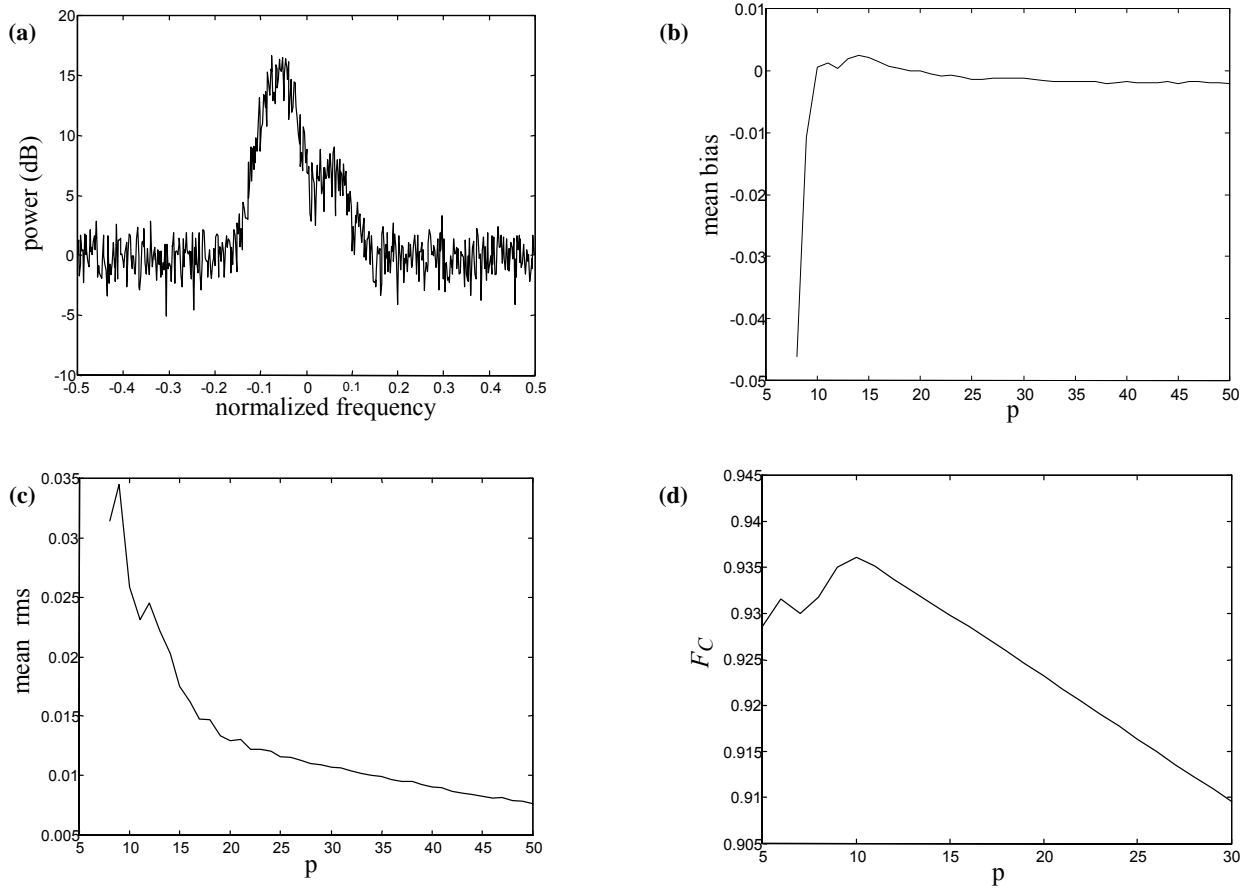 (a)
20
15
10
5
0
-5
-10
power (dB)
-0.5 -0.4 -0.3 -0.2 -0.1 0 0.1 0.2 0.3 0.4 0.5
normalized frequency
(b)
0.01
0
-0.01
-0.02
-0.03
-0.04
-0.05
mean bias
5 10 15 20 25 30 35 40 45 50
p
(c)
0.035
0.03
0.025
0.02
0.015
0.01
0.005
mean rms
5 10 15 20 25 30 35 40 45 50
p
(d)
0.945
0.94
0.935
0.93
0.925
0.92
0.915
0.91
0.905
FC
5 10 15 20 25 30
p